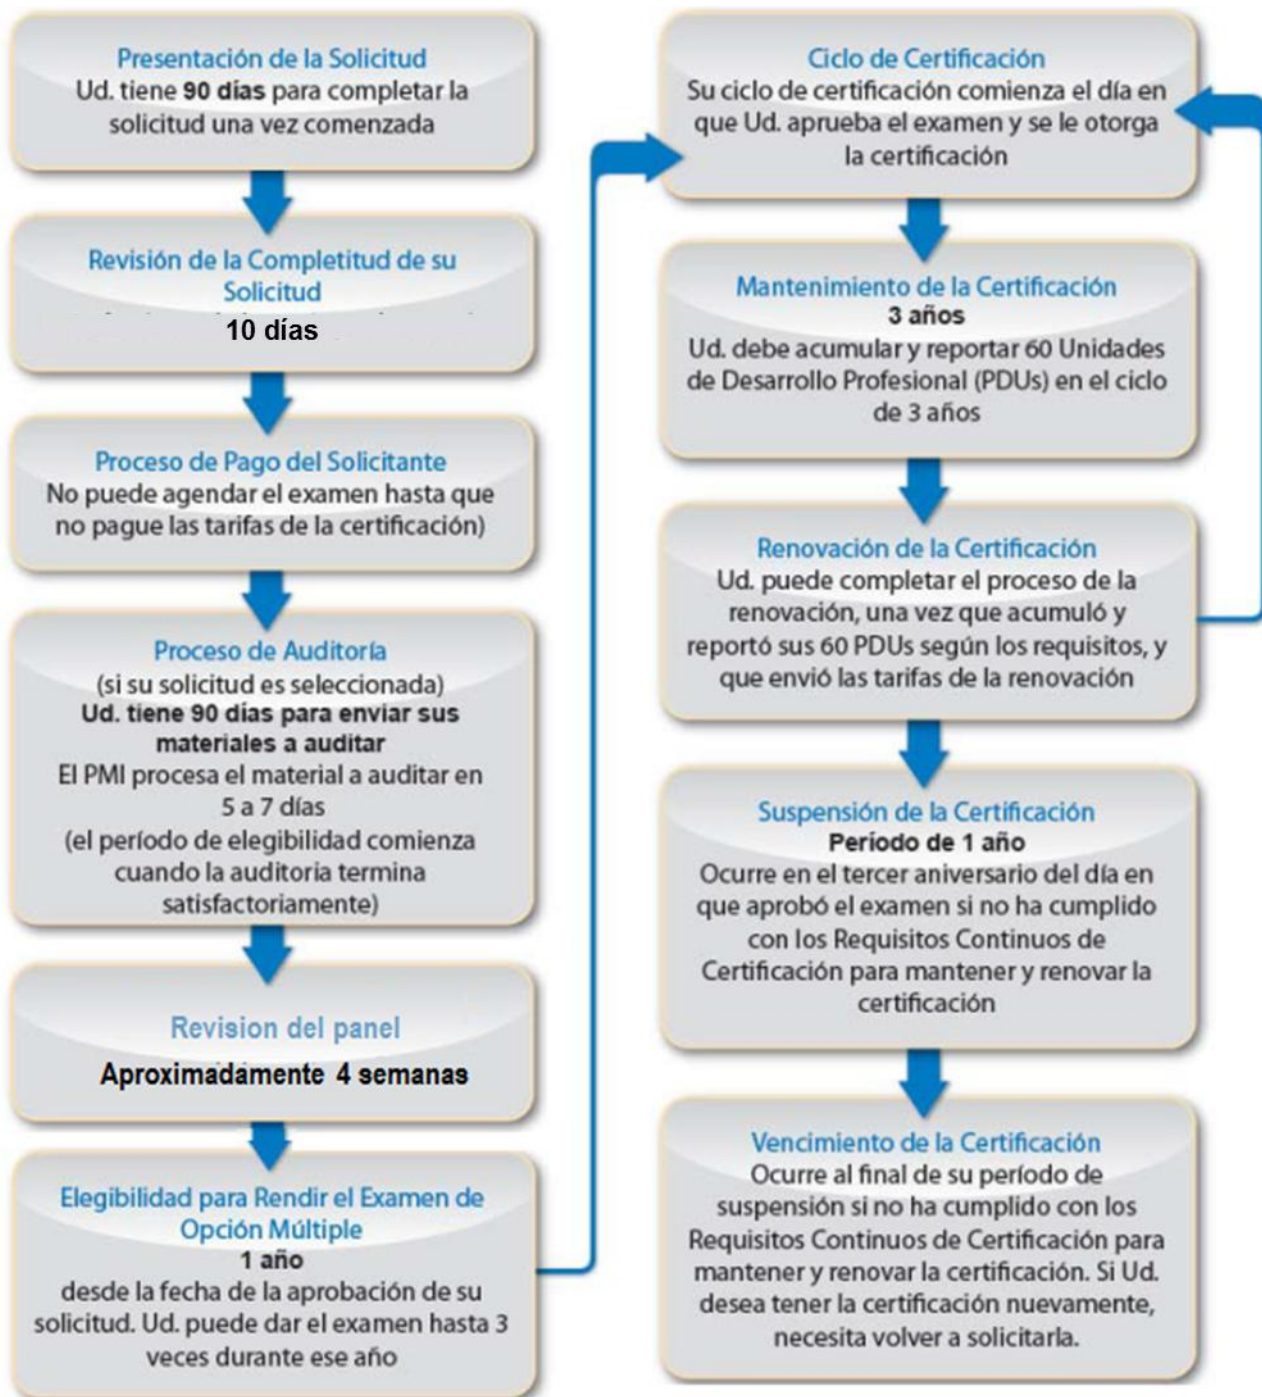 Presentación de la Solicitud
Ud. tiene 90 días para completar la
solicitud una vez comenzada
Revisión de la Completitud de su
Solicitud
10 días
Proceso de Pago del Solicitante
No puede agendar el examen hasta que
no pague las tarifas de la certificación)
Proceso de Auditoría
(si su solicitud es seleccionada)
Ud. tiene 90 días para enviar sus
materiales a auditar
El PMI procesa el material a auditar en
5 a 7 días
(el período de elegibilidad comienza
cuando la auditoria termina
satisfactoriamente)
Revision del panel
Aproximadamente 4 semanas
Elegibilidad para Rendir el Examen de
Opción Múltiple
1 año
desde la fecha de la aprobación de su
solicitud. Ud. puede dar el examen hasta 3
veces durante ese año
Ciclo de Certificación
Su ciclo de certificación comienza el día en
que Ud. aprueba el examen y se le otorga
la certificación
Mantenimiento de la Certificación
3 años
Ud. debe acumular y reportar 60 Unidades
de Desarrollo Profesional (PDUs) en el ciclo
de 3 años
Renovación de la Certificación
Ud. puede completar el proceso de la
renovación, una vez que acumuló y
reportó sus 60 PDUs según los requisitos, y
que envió las tarifas de la renovación
Suspensión de la Certificación
Período de 1 año
Ocurre en el tercer aniversario del día en
que aprobó el examen si no ha cumplido
con los Requisitos Continuos de
Certificación para mantener y renovar la
certificación
Vencimiento de la Certificación
Ocurre al final de su período de
suspensión si no ha cumplido con los
Requisitos Continuos de Certificación para
mantener y renovar la certificación. Si Ud.
desea tener la certificación nuevamente,
necesita volver a solicitarla.